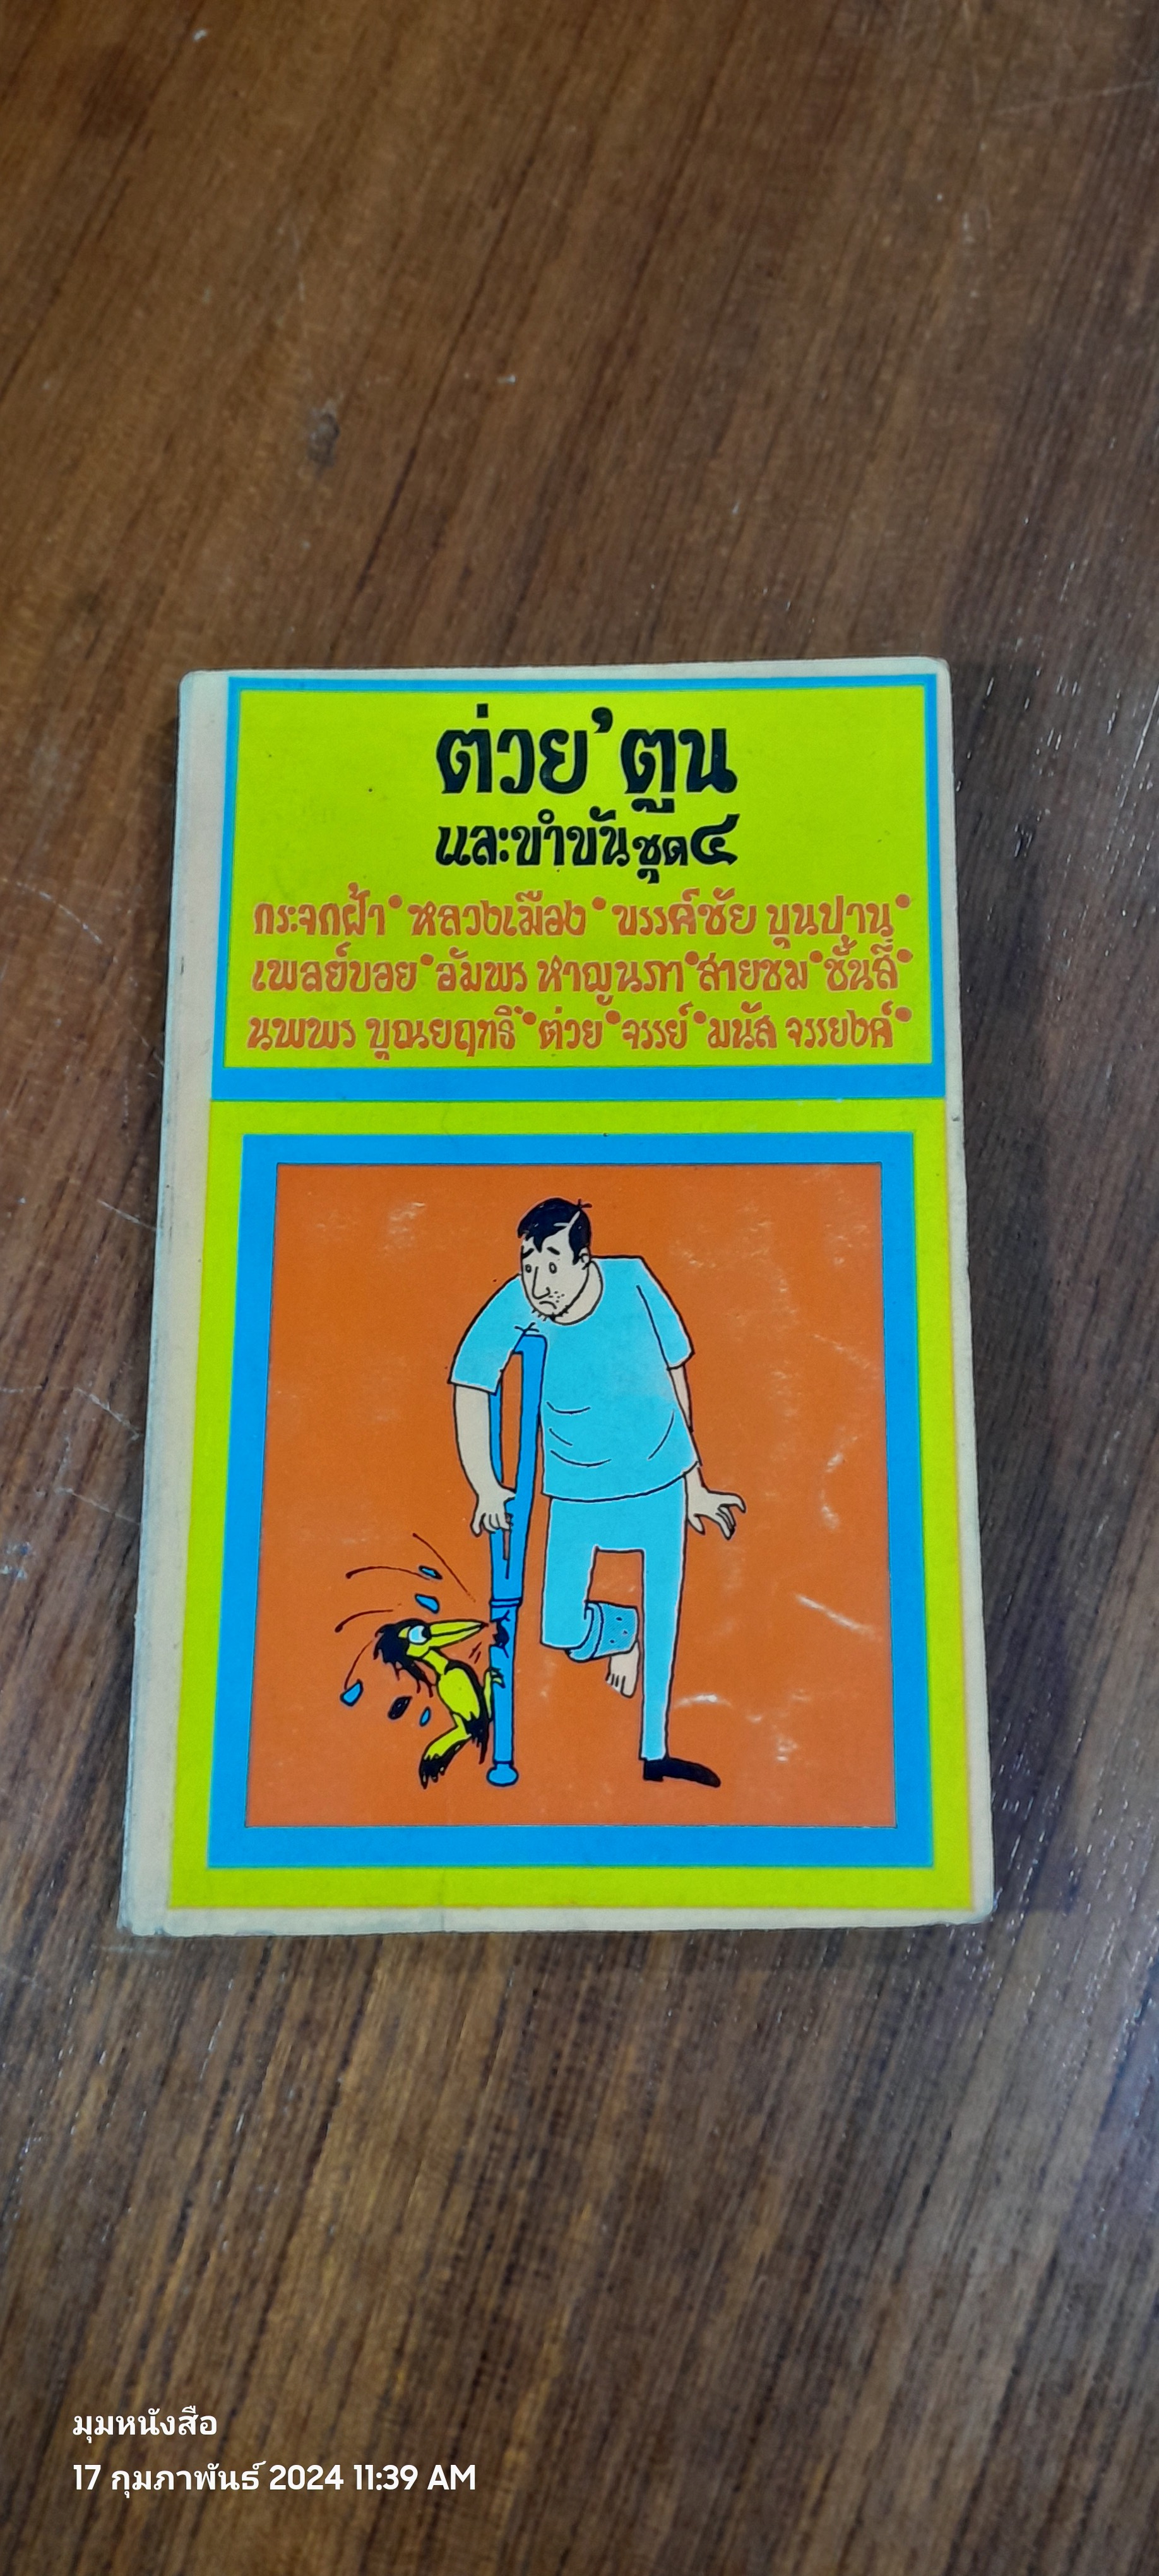 ต่วย'ตูน
และขำขันชุด๔
กระจกฝ้า • หลวงเมือง • บรรค์ชัย บุนปาน •
เพลย์บอย • อัมพร หาญนภา • สายชม • ชั้นสี •
นพพร บุณยฤทธิ์ • ต่วย • จรรย์ • มนัส จรรยงค์ •
มุมหนังสือ
17 กุมภาพันธ์ 2024 11:39 AM